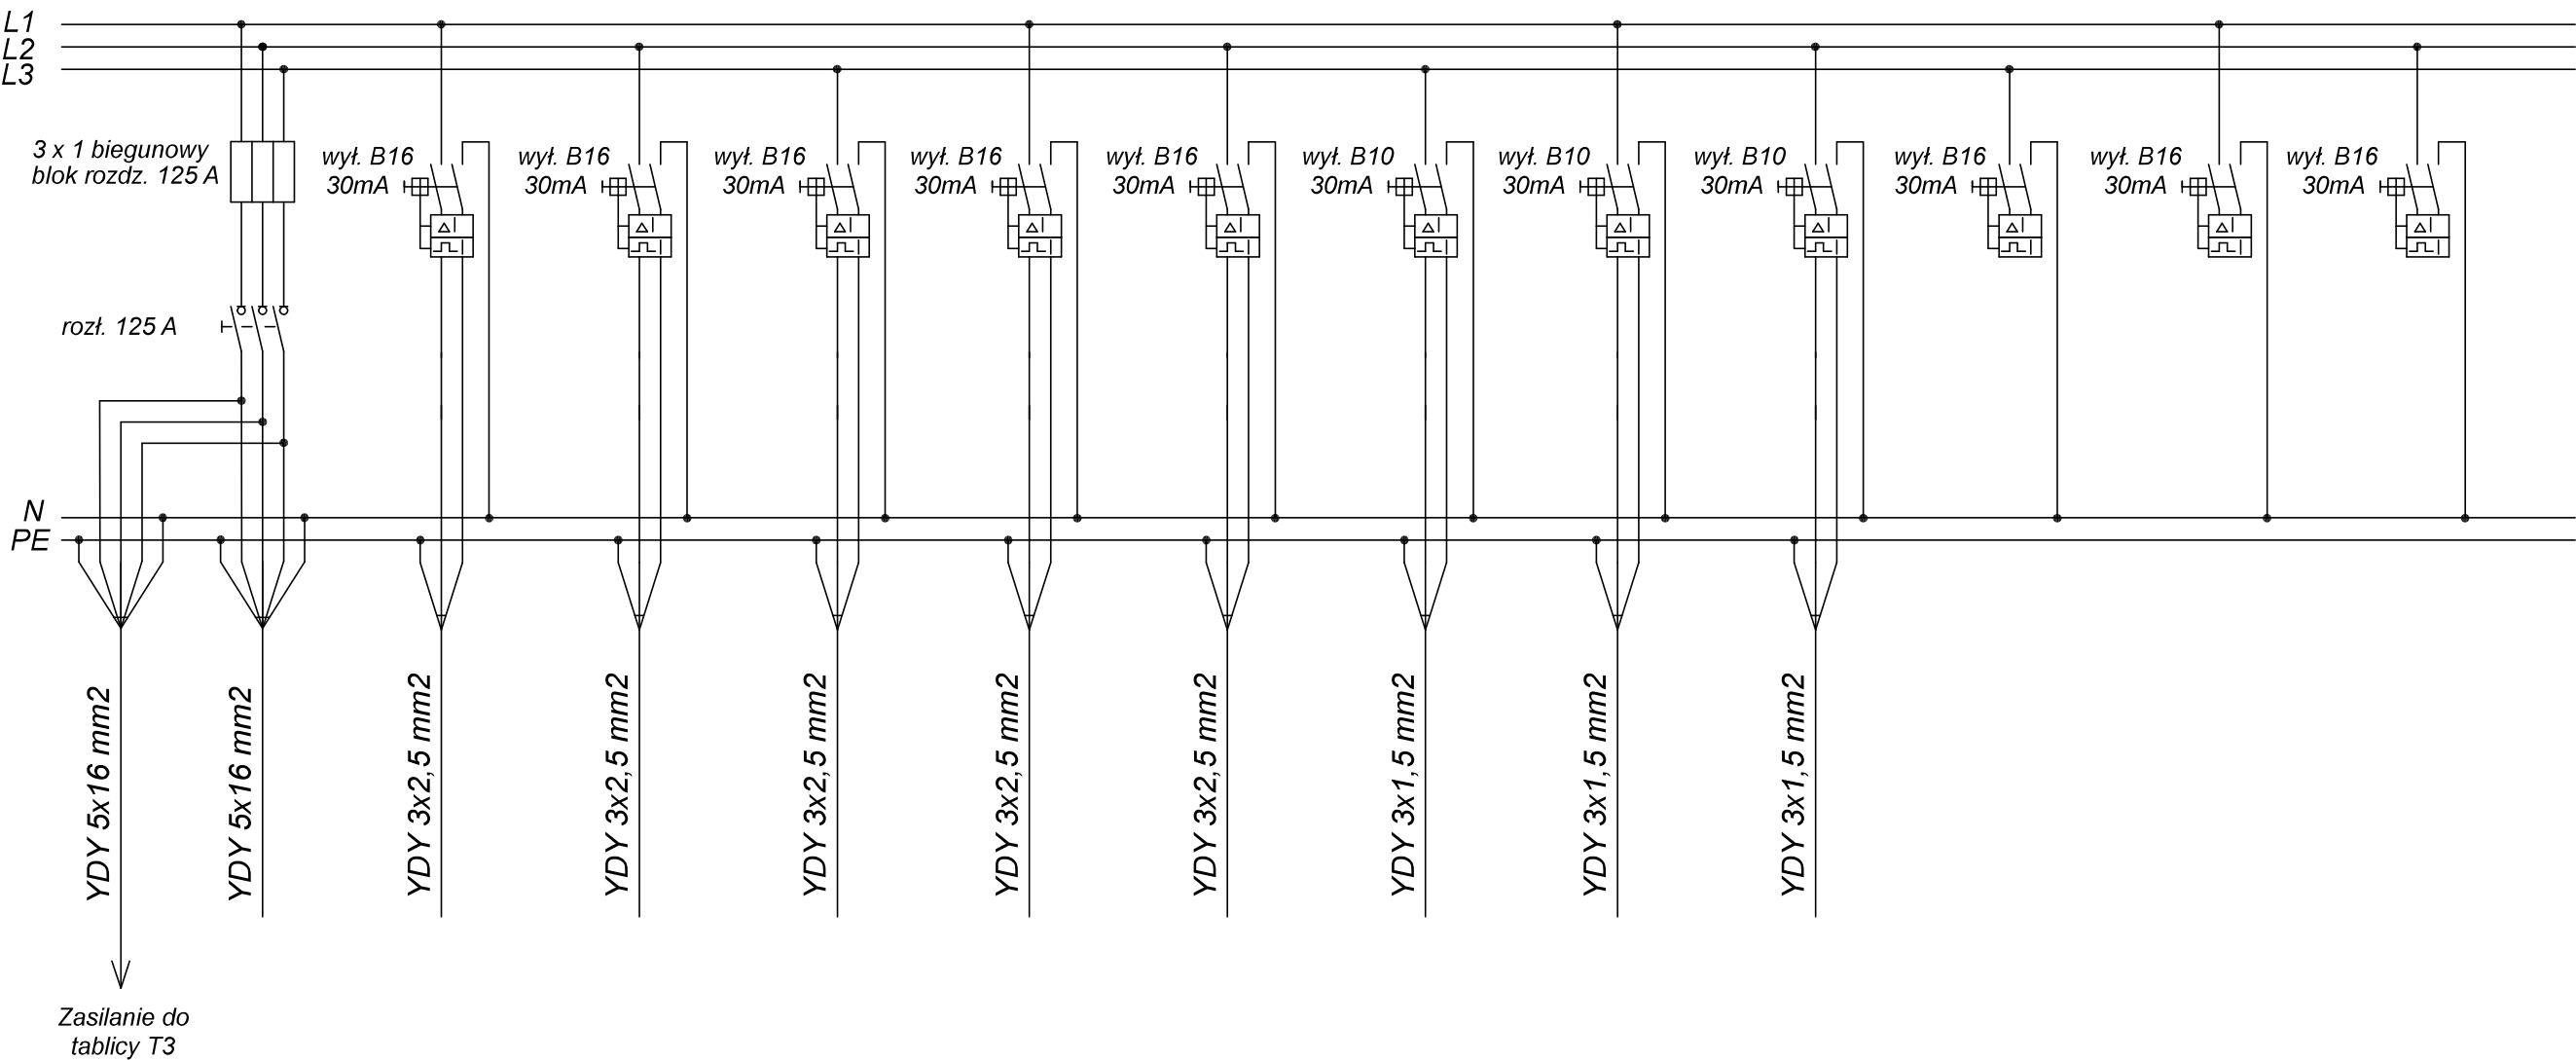 L1
L2
L3
3 x 1 biegunowy
blok rozdz. 125 A
wył. B16
30mA
wył. B16
30mA
wył. B16
30mA
wył. B16
30mA
wył. B16
30mA
wył. B10
30mA
wył. B10
30mA
wył. B10
30mA
wył. B16
30mA
wył. B16
30mA
wył. B16
30mA
rozł. 125 A
N
PE
YDY 5x16 mm2
YDY 5x16 mm2
YDY 3x2,5 mm2
YDY 3x2,5 mm2
YDY 3x2,5 mm2
YDY 3x2,5 mm2
YDY 3x2,5 mm2
YDY 3x1,5 mm2
YDY 3x1,5 mm2
YDY 3x1,5 mm2
Zasilanie do
tablicy T3